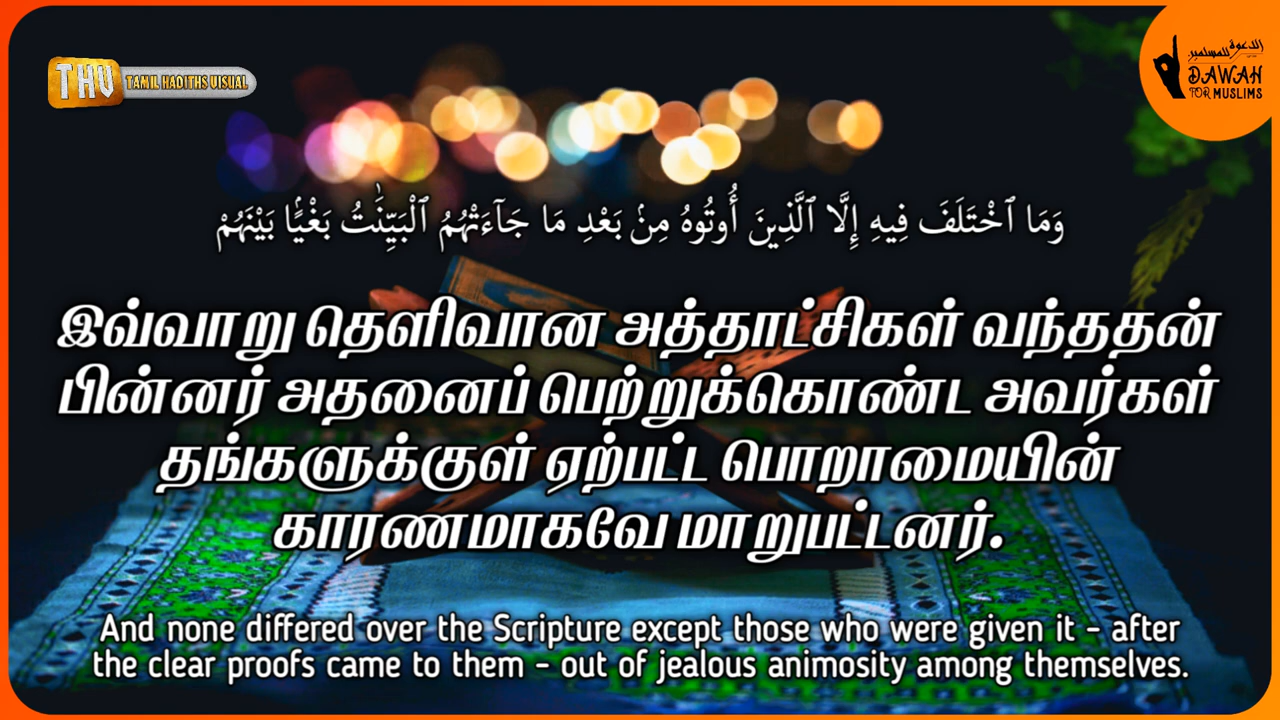 THV TAMIL HADITHS VISUAL
الدعوة للمسلمين
DAWAH
FOR MUSLIMS
وَمَا ٱخْتَلَفَ فِيهِ إِلَّا ٱلَّذِينَ أُوتُوهُ مِنۢ بَعْدِ مَا جَآءَتْهُمُ ٱلْبَيِّنَٰتُ بَغْيًۢا بَيْنَهُمْ
இவ்வாறு தெளிவான அத்தாட்சிகள் வந்ததன்
பின்னர் அதனைப் பெற்றுக்கொண்ட அவர்கள்
தங்களுக்குள் ஏற்பட்ட பொறாமையின்
காரணமாகவே மாறுபட்டனர்.
And none differed over the Scripture except those who were given it - after
the clear proofs came to them - out of jealous animosity among themselves.